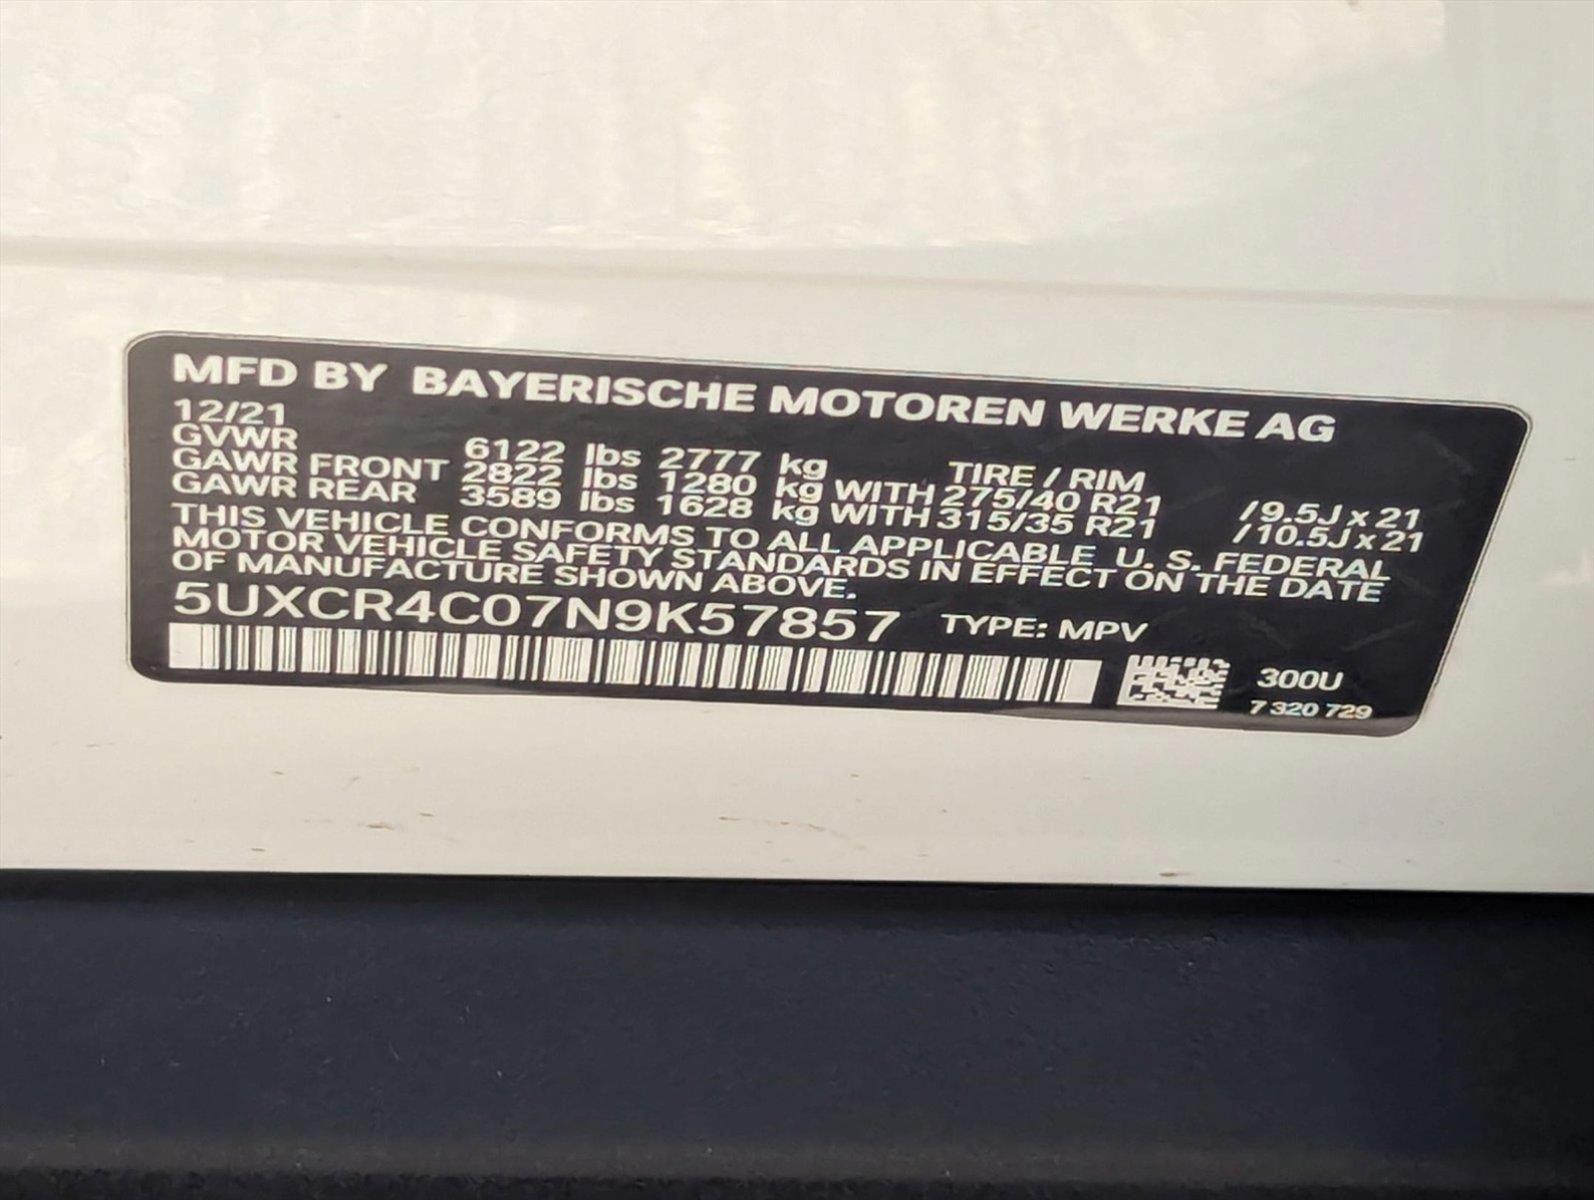 MFD BY BAYERISCHE MOTOREN WERKE AG
12/21
GVWR 6122 lbs 2777 kg TIRE / RIM
GAWR FRONT 2822 lbs 1280 kg WITH 275/40 R21 /9.5J x 21
GAWR REAR 3589 lbs 1628 kg WITH 315/35 R21 /10.5J x 21
THIS VEHICLE CONFORMS TO ALL APPLICABLE U. S. FEDERAL
MOTOR VEHICLE SAFETY STANDARDS IN EFFECT ON THE DATE
OF MANUFACTURE SHOWN ABOVE.
5UXCR4C07N9K57857 TYPE: MPV
300U
7 320 729